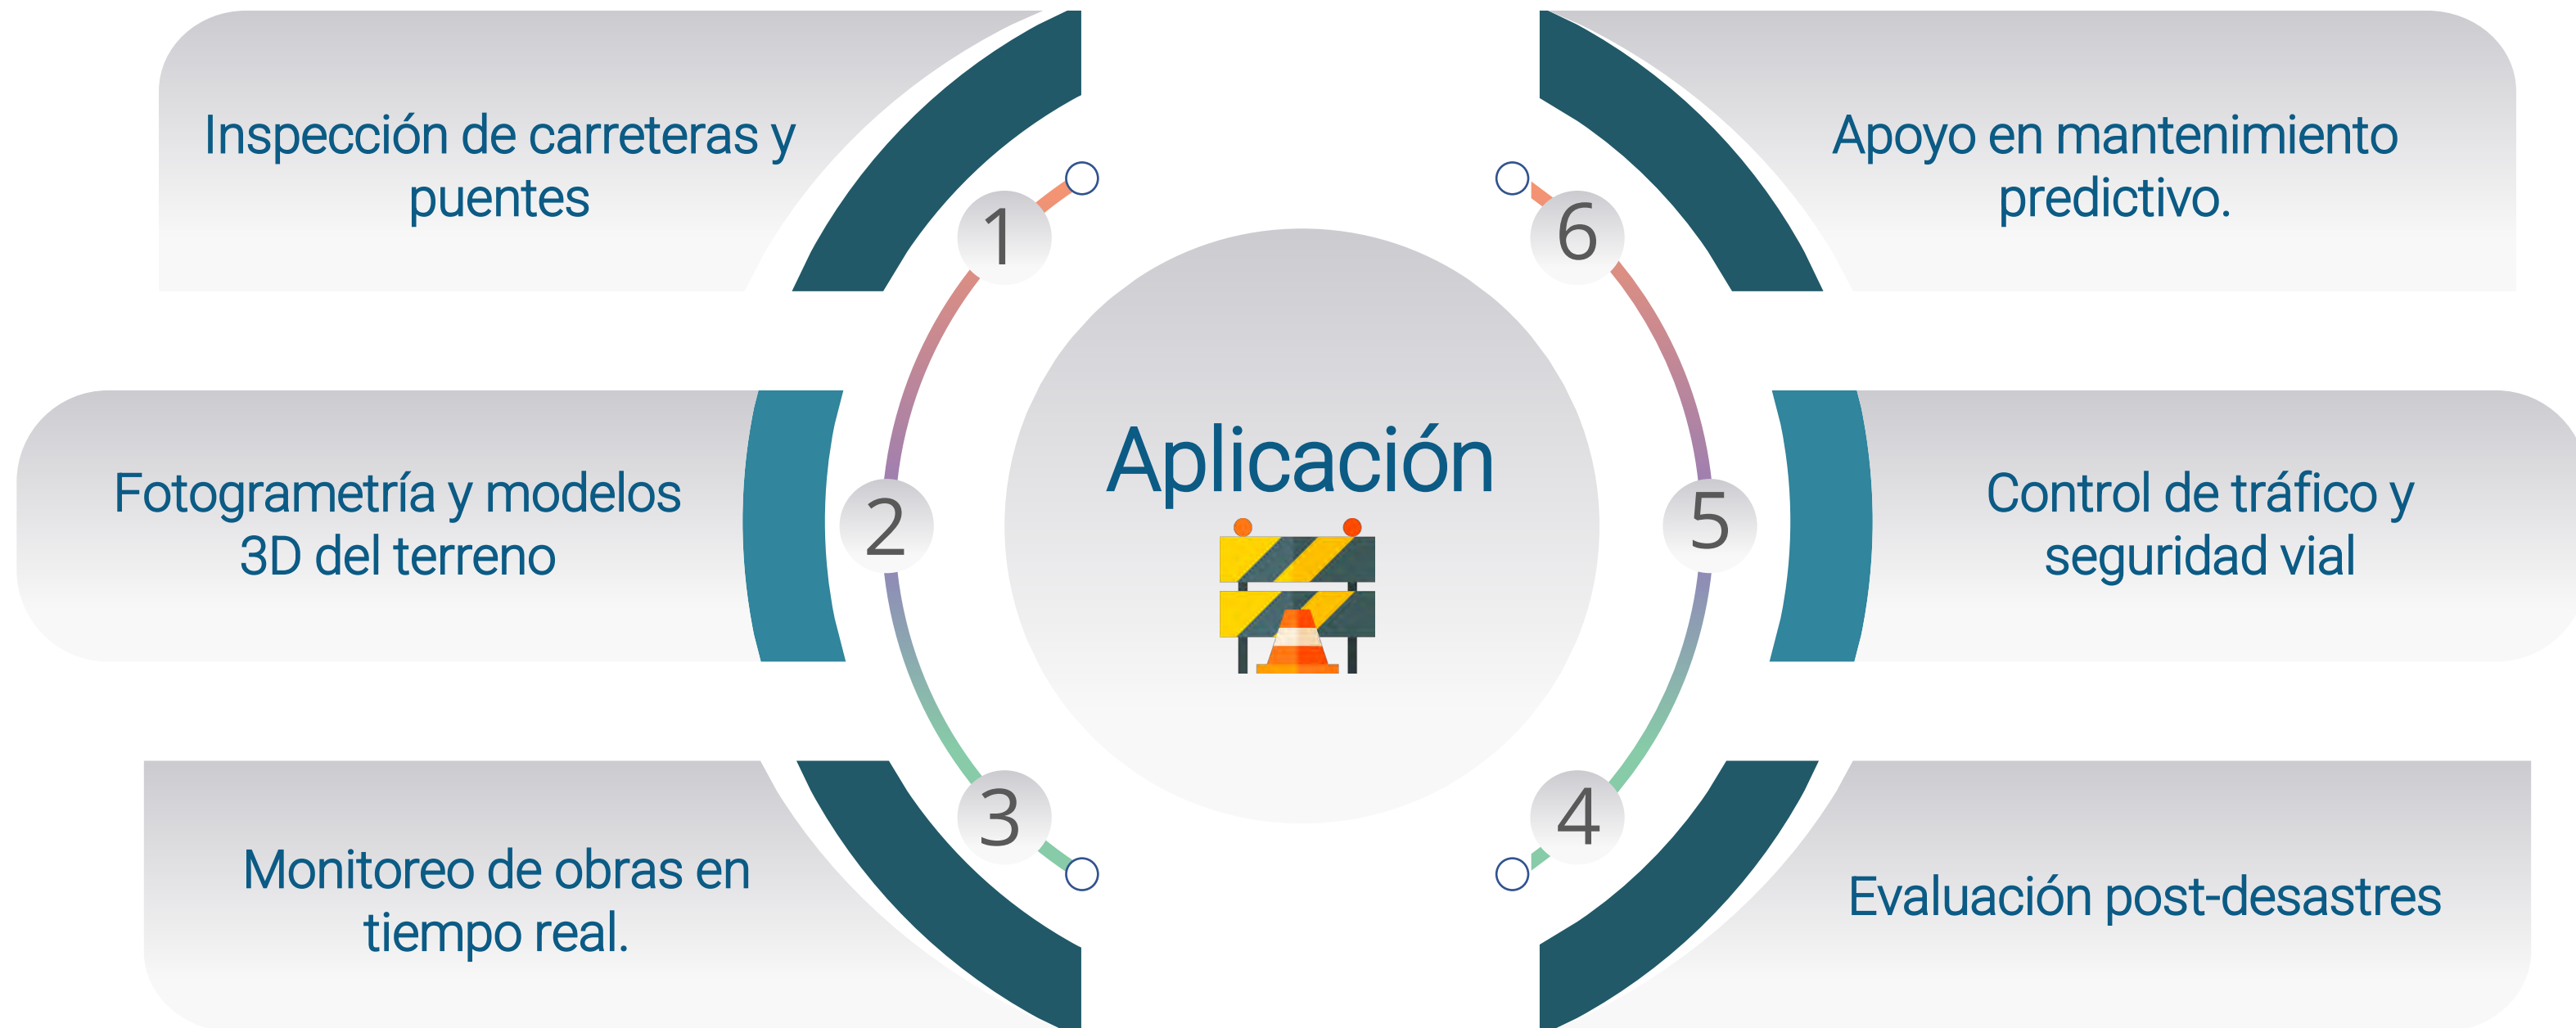 Inspección de carreteras y
puentes
1
Fotogrametría y modelos
3D del terreno
2
Monitoreo de obras en
tiempo real.
3
Aplicación
6
Apoyo en mantenimiento
predictivo.
5
Control de tráfico y
seguridad vial
4
Evaluación post-desastres